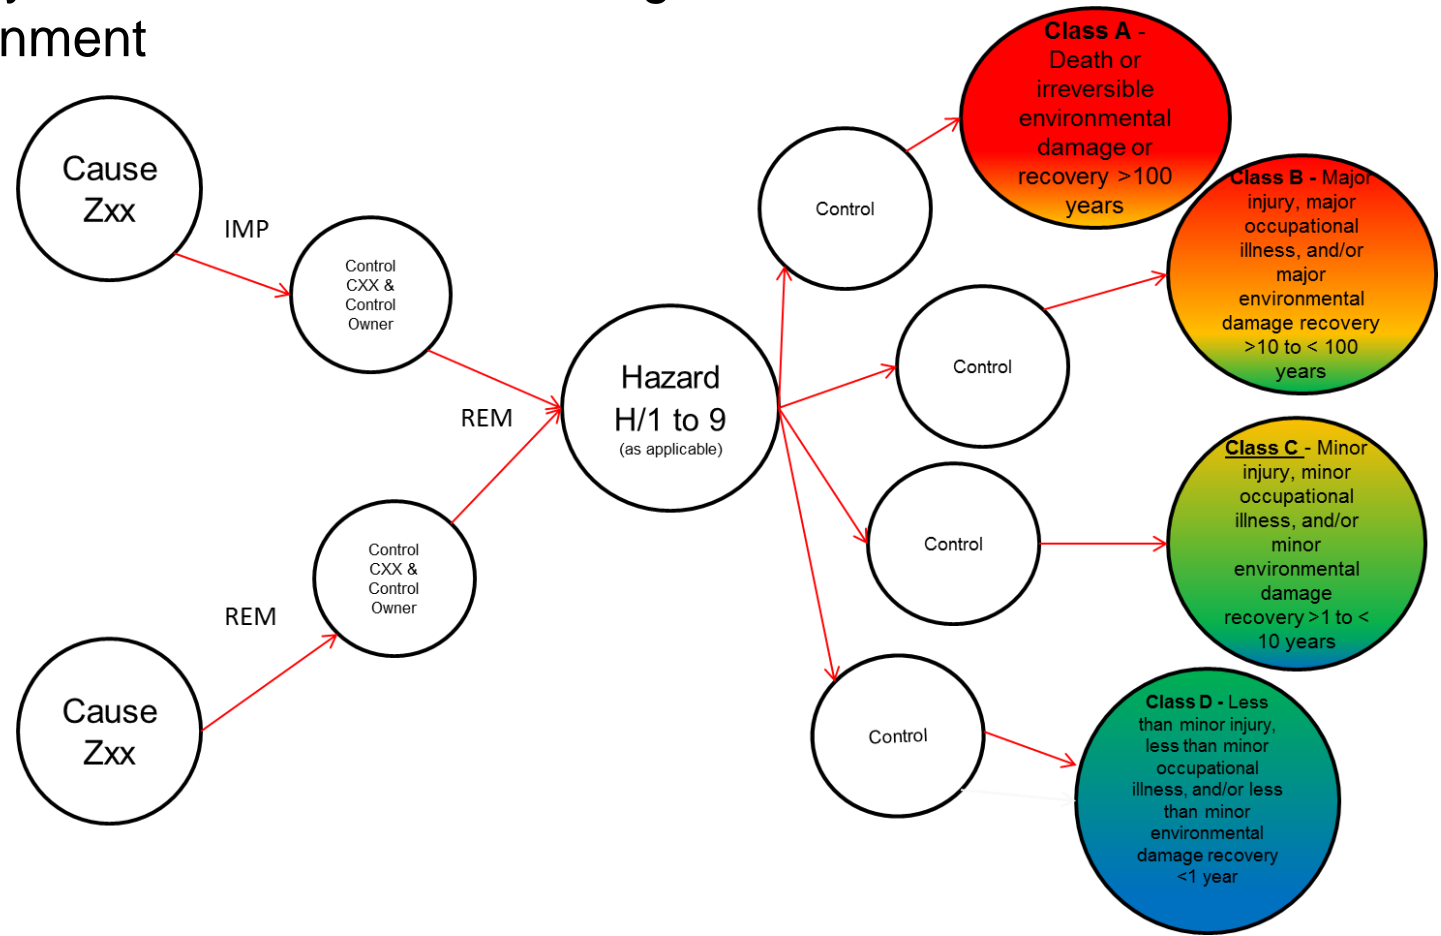 nment
Cause
Zxx
IMP
Control
CXX &
Control
Owner
REM
Cause
Zxx
REM
Control
CXX &
Control
Owner
Hazard
H/1 to 9
(as applicable)
Control
Control
Control
Control
Class A -
Death or
irreversible
environmental
damage or
recovery >100
years
Class B - Major
injury, major
occupational
illness, and/or
major
environmental
damage recovery
>10 to < 100
years
Class C - Minor
injury, minor
occupational
illness, and/or
minor
environmental
damage
recovery >1 to <
10 years
Class D - Less
than minor injury,
less than minor
occupational
illness, and/or less
than minor
environmental
damage recovery
<1 year